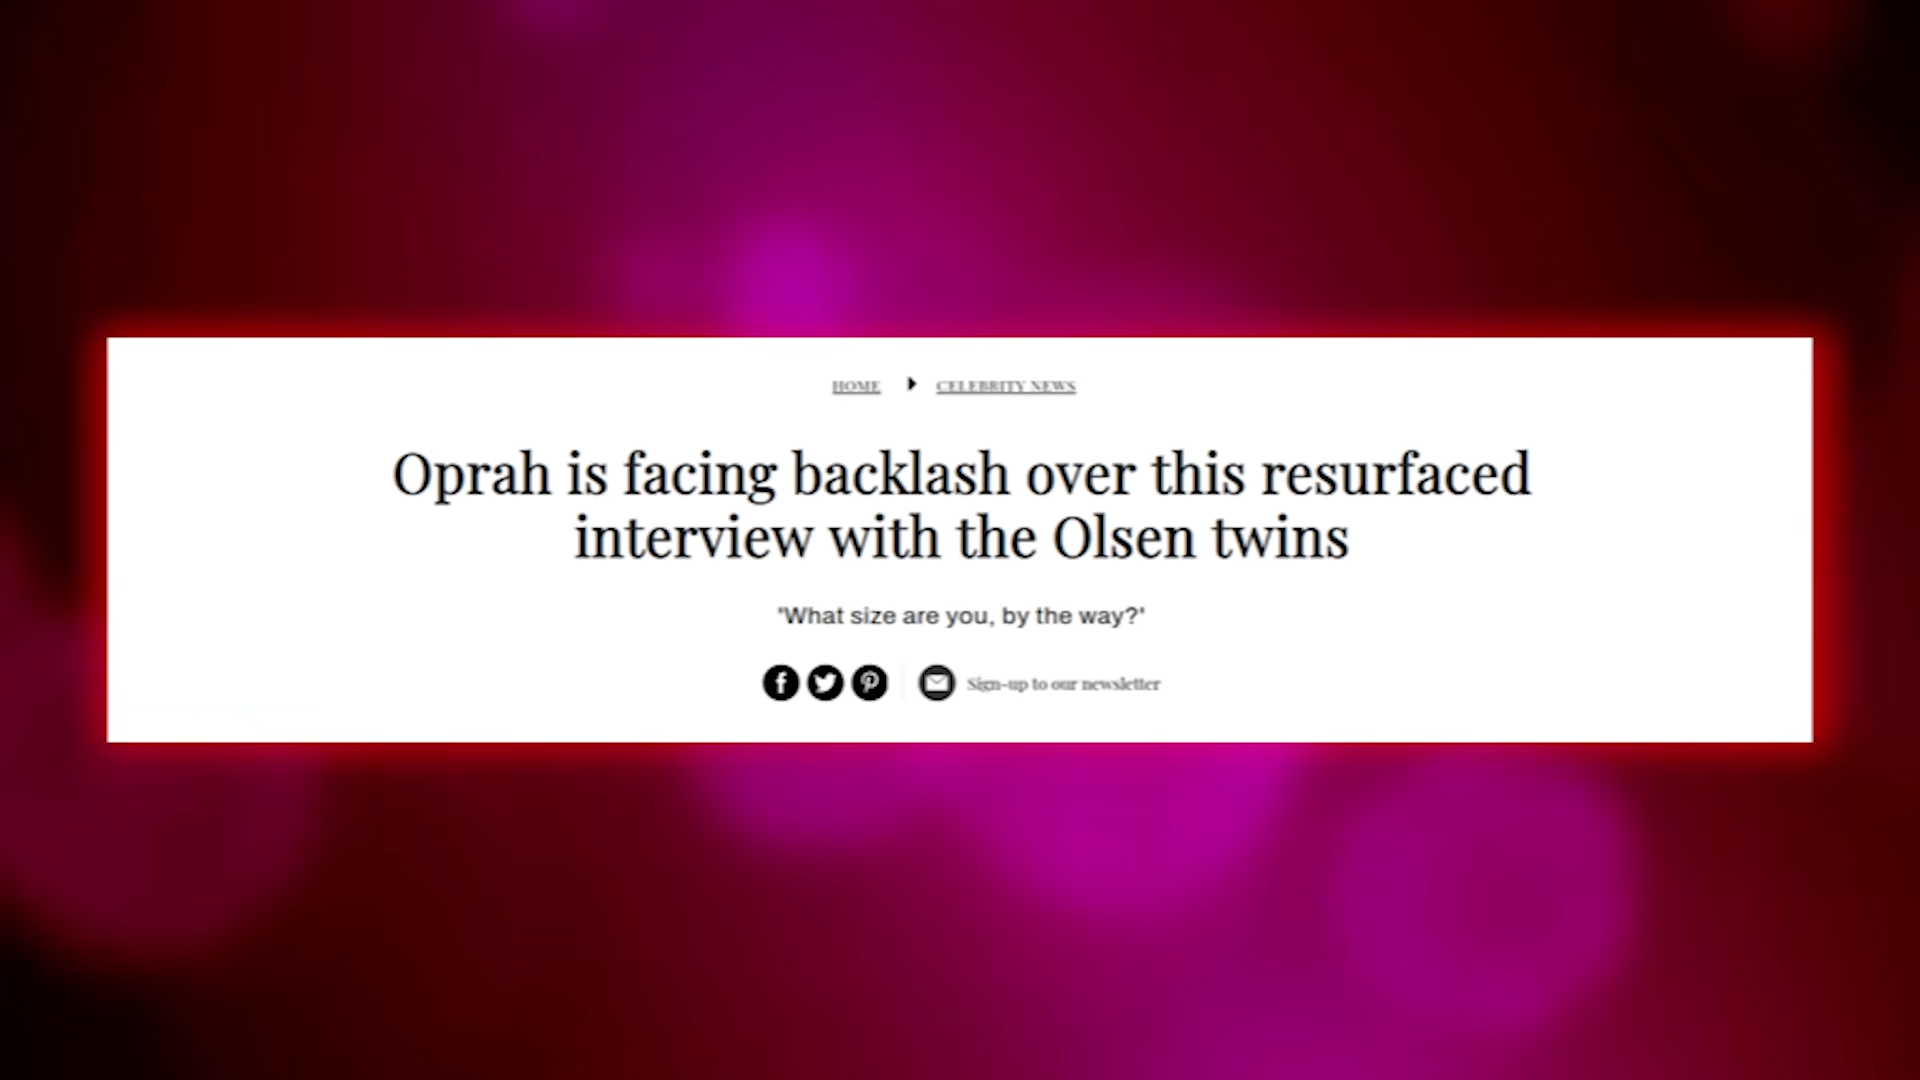 HOME CELEBRITY NEWS
Oprah is facing backlash over this resurfaced
interview with the Olsen twins
'What size are you, by the way?'
Sign-up to our newsletter